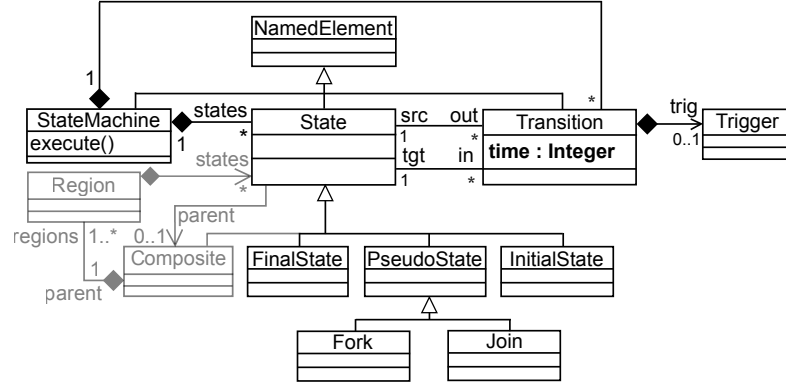 NamedElement
1
*
StateMachine
execute()
states
1
*
State
src
out
1
*
tgt
in
1
*
Transition
time : Integer
trig
0..1
Trigger
states
*
Region
parent
regions
1..*
0..1
1
parent
Composite
FinalState
PseudoState
InitialState
Fork
Join